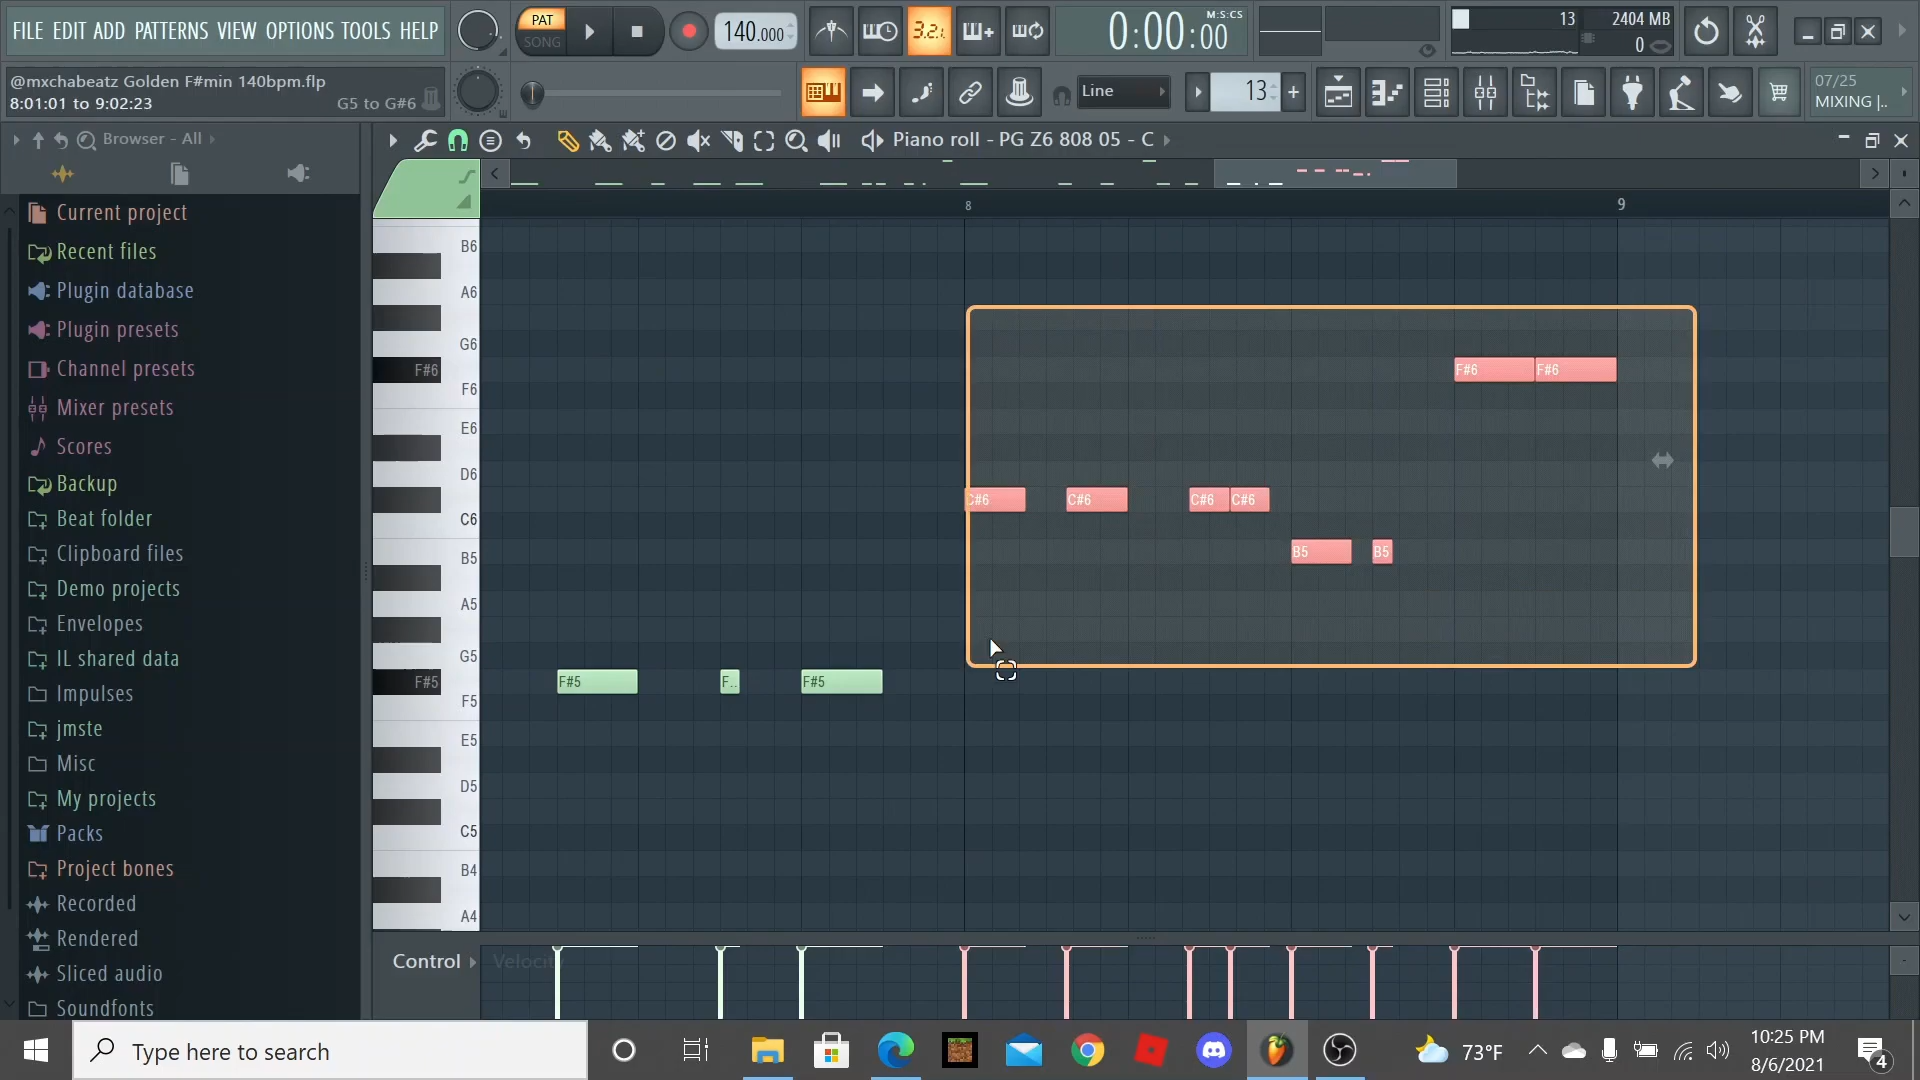 FILE EDIT ADD PATTERNS VIEW OPTIONS TOOLS HELP
PAT
SONG
140.000
3.2.
0:00:00
M:S:CS
13
2404 MB
0
@mxchabeatz Golden F#min 140bpm.flp
8:01:01 to 9:02:23
G5 to G#6
Line
13
07/25
MIXING |..
Browser - All
Piano roll - PG Z6 808 05 - C
Current project
Recent files
Plugin database
Plugin presets
Channel presets
Mixer presets
Scores
Backup
Beat folder
Clipboard files
Demo projects
Envelopes
IL shared data
Impulses
jmste
Misc
My projects
Packs
Project bones
Recorded
Rendered
Sliced audio
Soundfonts
8
9
B6
A6
G6
F#6
F6
E6
D6
C6
B5
A5
G5
F#5
F5
E5
D5
C5
B4
A4
F#6 F#6
C#6 C#6 C#6 C#6
B5 B5
F#5 F.. F#5
Control
Velocity
Type here to search
73°F
10:25 PM
8/6/2021
4